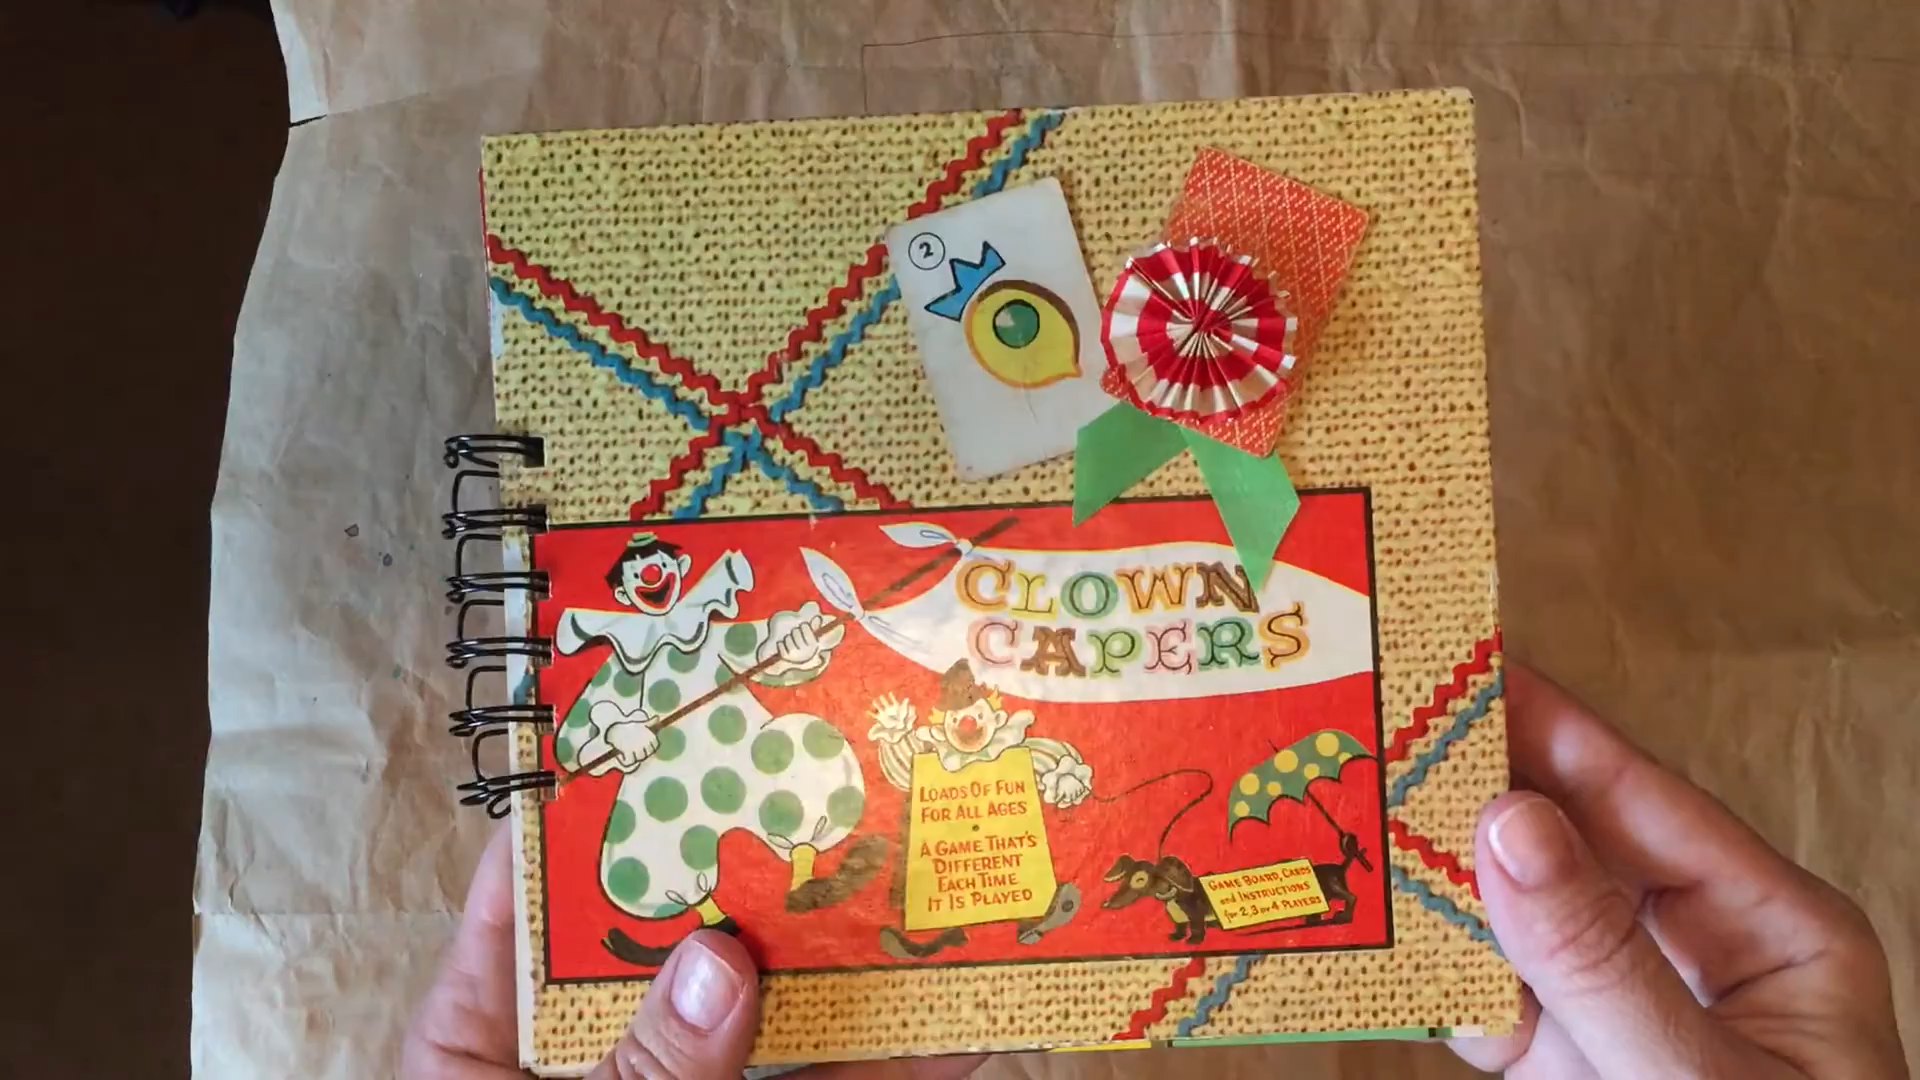 2
CLOWN
CAPERS
LOADS OF FUN
FOR ALL AGES
•
A GAME THAT'S
DIFFERENT
EACH TIME
IT IS PLAYED
GAME BOARD, CARDS
and INSTRUCTIONS
for 2, 3 or 4 PLAYERS